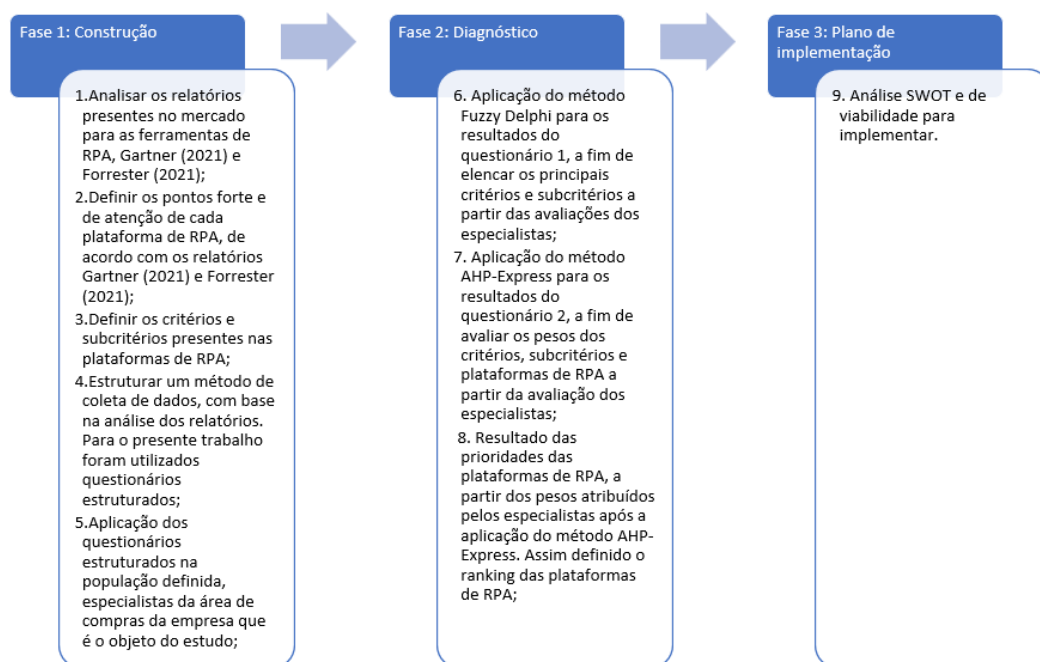 Fase 1: Construção
1.Analisar os relatórios
presentes no mercado
para as ferramentas de
RPA, Gartner (2021) e
Forrester (2021);
2.Definir os pontos forte e
de atenção de cada
plataforma de RPA, de
acordo com os relatórios
Gartner (2021) e Forrester
(2021);
3.Definir os critérios e
subcritérios presentes nas
plataformas de RPA;
4.Estruturar um método de
coleta de dados, com base
na análise dos relatórios.
Para o presente trabalho
foram utilizados
questionários
estruturados;
5.Aplicação dos
questionários
estruturados na
população definida,
especialistas da área de
compras da empresa que
é o objeto do estudo;
Fase 2: Diagnóstico
6. Aplicação do método
Fuzzy Delphi para os
resultados do
questionário 1, a fim de
elencar os principais
critérios e subcritérios a
partir das avaliações dos
especialistas;
7. Aplicação do método
AHP-Express para os
resultados do
questionário 2, a fim de
avaliar os pesos dos
critérios, subcritérios e
plataformas de RPA a
partir da avaliação dos
especialistas;
8. Resultado das
prioridades das
plataformas de RPA, a
partir dos pesos atribuídos
pelos especialistas após a
aplicação do método AHP-
Express. Assim definido o
ranking das plataformas
de RPA;
Fase 3: Plano de
implementação
9. Análise SWOT e de
viabilidade para
implementar.